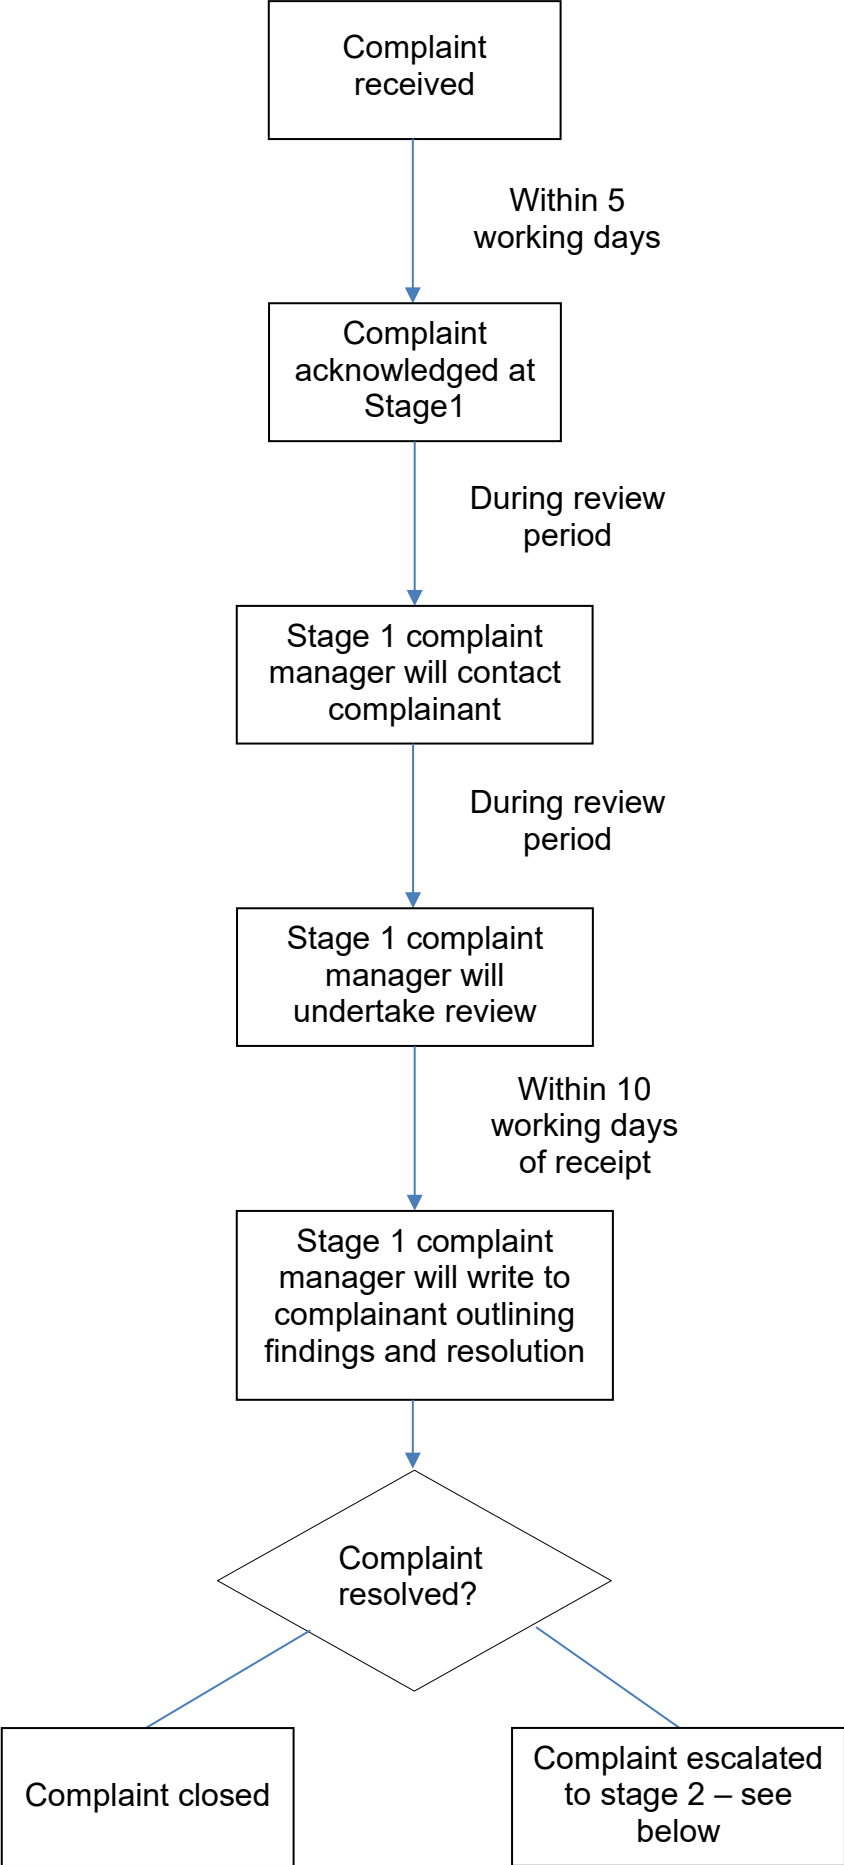 Complaint
received
Within 5
working days
Complaint
acknowledged at
Stage1
During review
period
Stage 1 complaint
manager will contact
complainant
During review
period
Stage 1 complaint
manager will
undertake review
Within 10
working days
of receipt
Stage 1 complaint
manager will write to
complainant outlining
findings and resolution
Complaint
resolved?
Complaint closed
Complaint escalated
to stage 2 – see
below